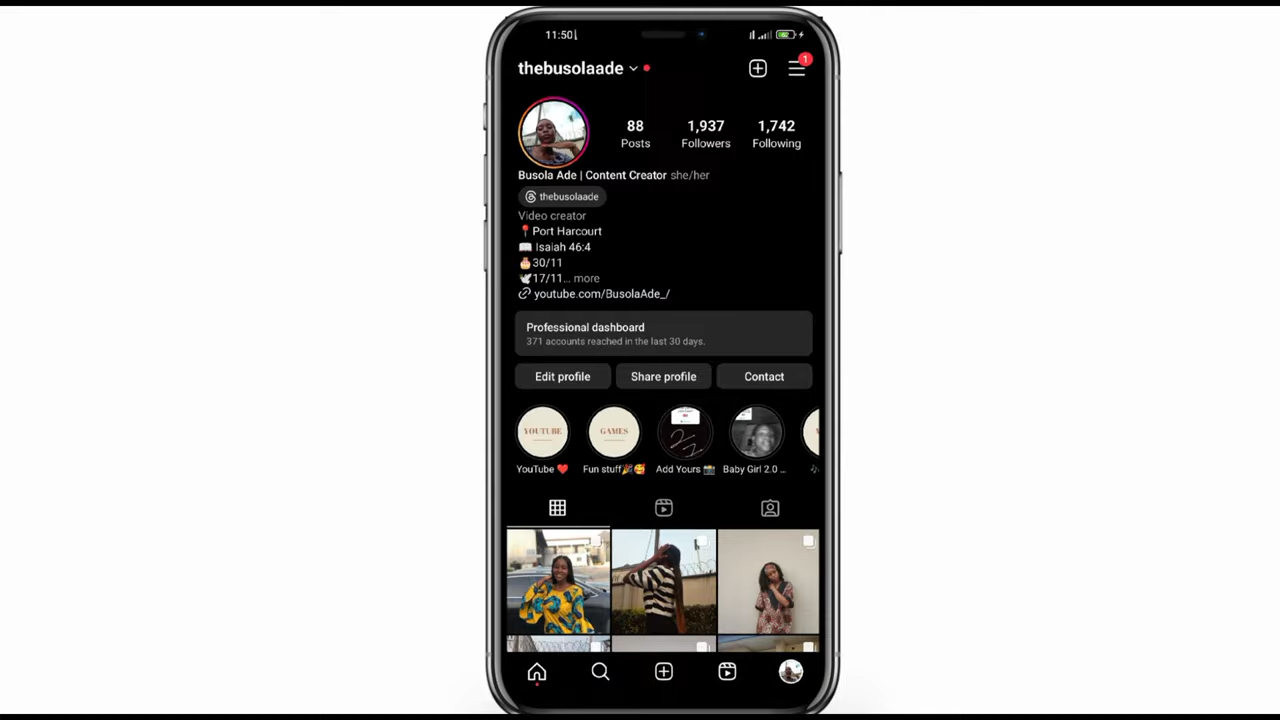 11:50
thebusolaade
1
88
Posts
1,937
Followers
1,742
Following
Busola Ade | Content Creator she/her
thebusolaade
Video creator
📍Port Harcourt
📖 Isaiah 46:4
🎂30/11
🕊17/11... more
youtube.com/BusolaAde_/
Professional dashboard
371 accounts reached in the last 30 days.
Edit profile
Share profile
Contact
YOUTUBE
GAMES
YouTube ❤️
Fun stuff🎉🥰
Add Yours 📸
Baby Girl 2.0 ...